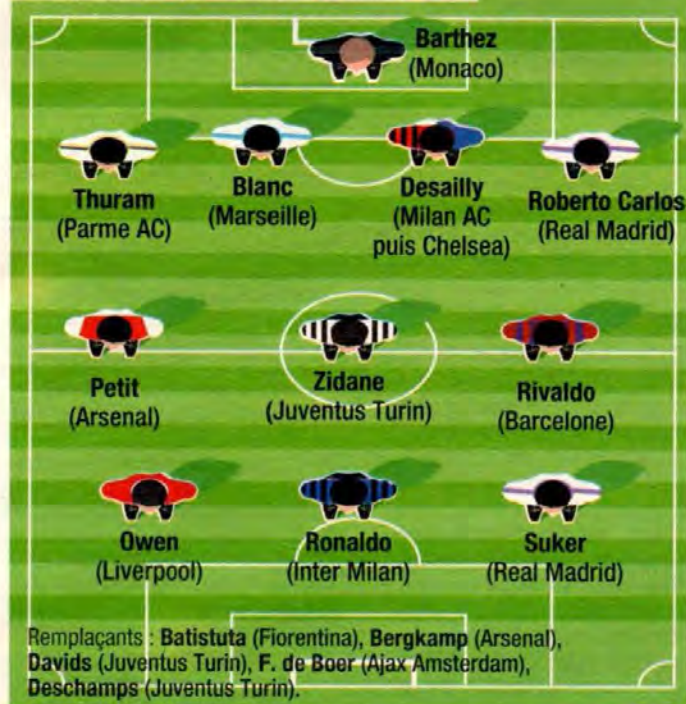 Barthez
(Monaco)
Thuram
(Parme AC)
Blanc
(Marseille)
Desailly
(Milan AC
puis Chelsea)
Roberto Carlos
(Real Madrid)
Petit
(Arsenal)
Zidane
(Juventus Turin)
Rivaldo
(Barcelone)
Owen
(Liverpool)
Ronaldo
(Inter Milan)
Suker
(Real Madrid)
Remplaçants : Batistuta (Fiorentina), Bergkamp (Arsenal),
Davids (Juventus Turin), F. de Boer (Ajax Amsterdam),
Deschamps (Juventus Turin).